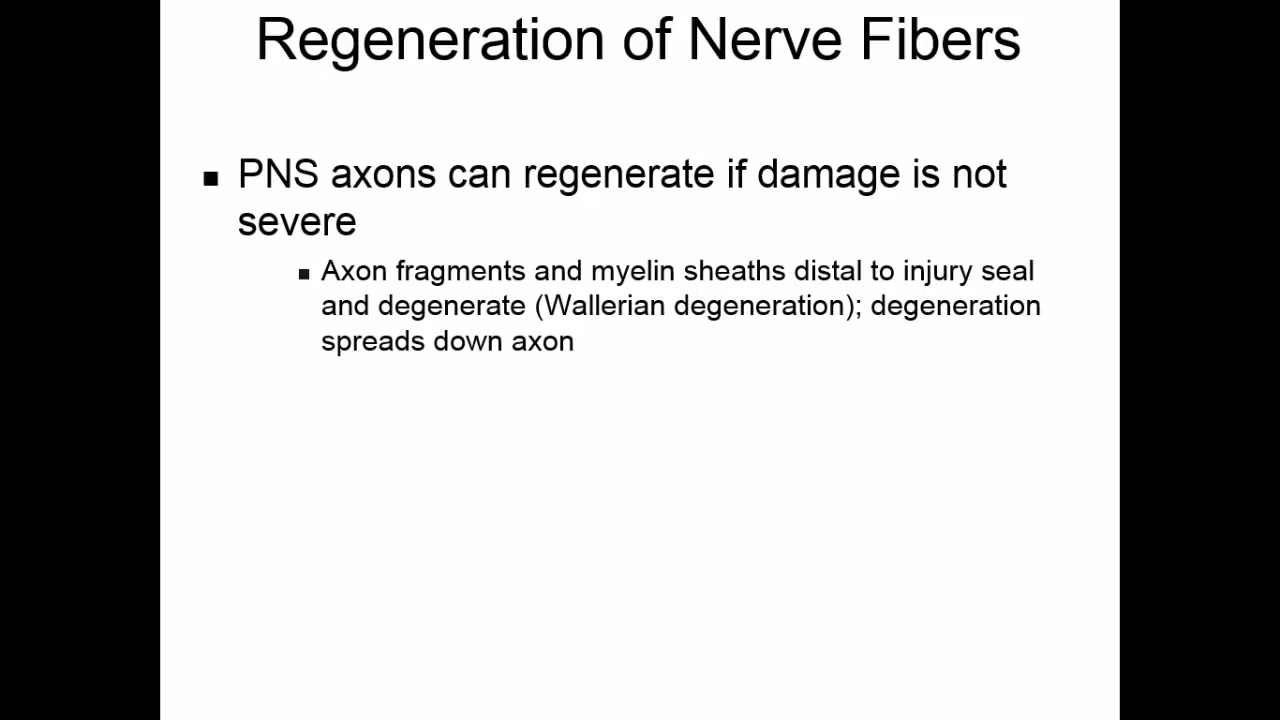 Regeneration of Nerve Fibers
▪ PNS axons can regenerate if damage is not
severe
▪ Axon fragments and myelin sheaths distal to injury seal
and degenerate (Wallerian degeneration); degeneration
spreads down axon